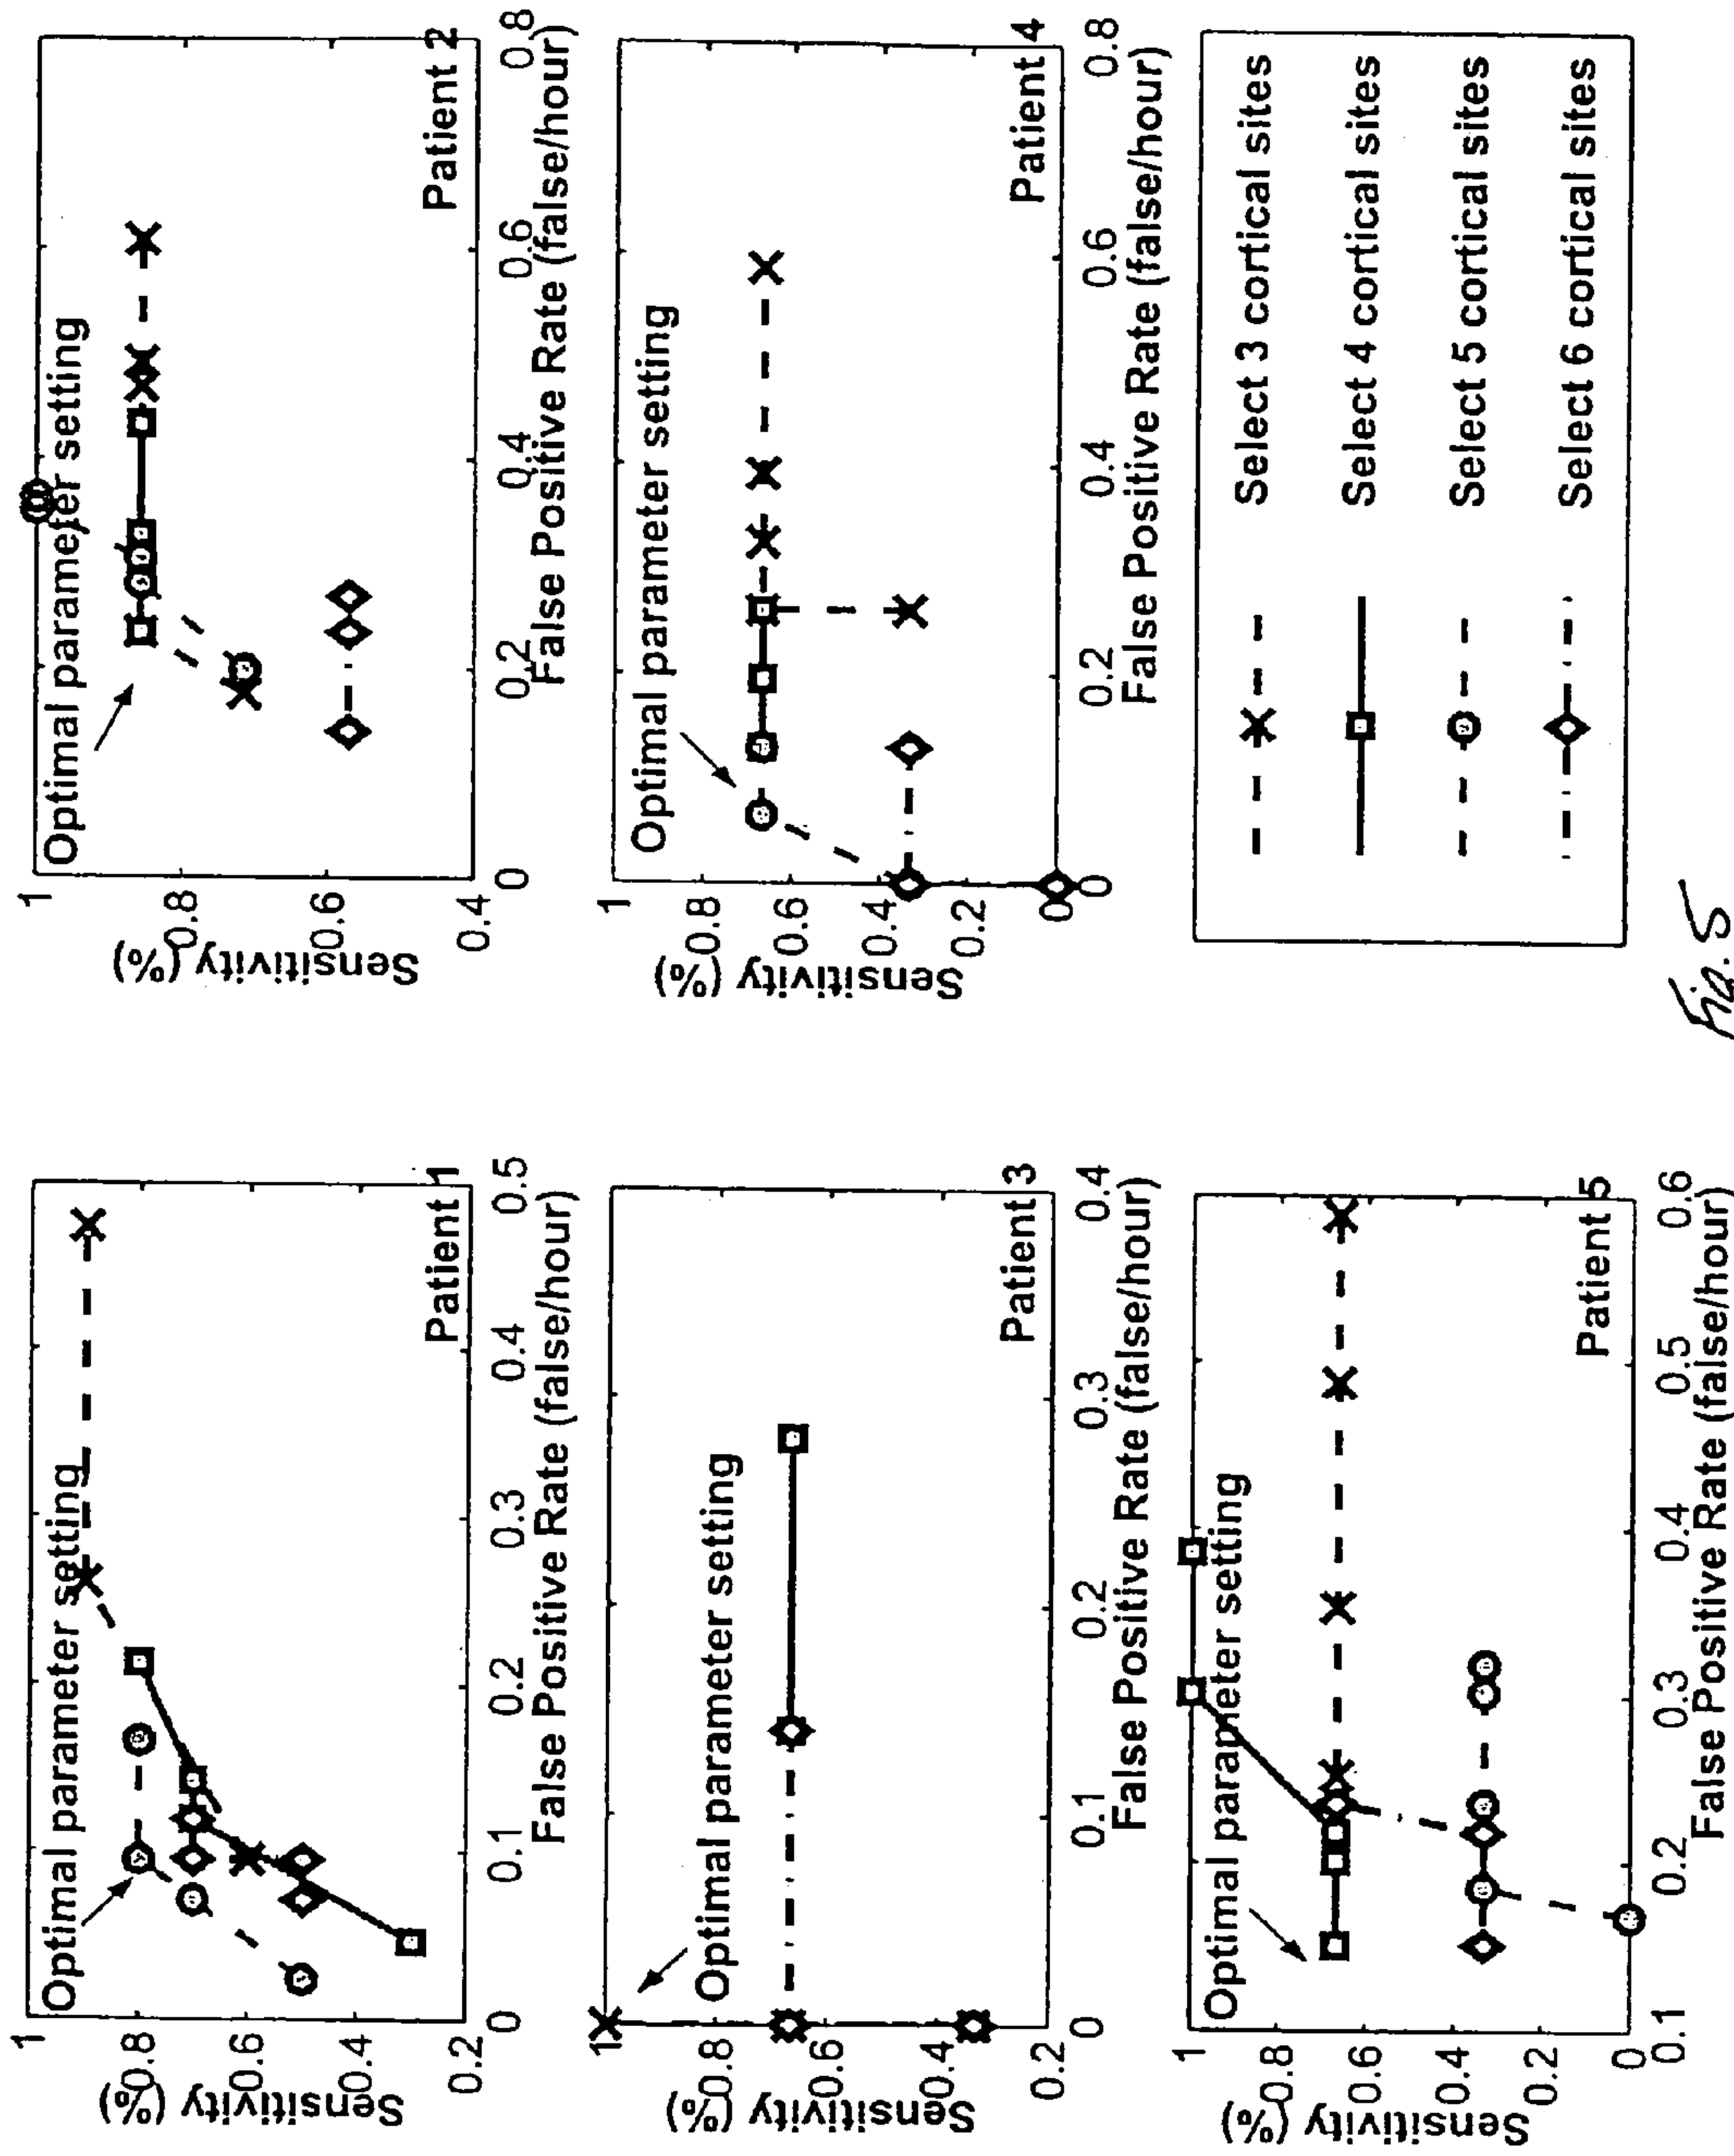 Optimal parameter setting
1
0.8
0.6
0.4
0.2
Sensitivity (%)
Patient 1
0
0.1
0.2
0.3
0.4
0.5
False Positive Rate (false/hour)
Optimal parameter setting
1
0.8
0.6
0.4
Sensitivity (%)
Patient 2
0
0.2
0.4
0.6
0.8
False Positive Rate (false/hour)
Optimal parameter setting
1
0.8
0.6
0.4
0.2
Sensitivity (%)
Patient 3
0
0.1
0.2
0.3
0.4
False Positive Rate (false/hour)
Optimal parameter setting
1
0.8
0.6
0.4
0.2
0
Sensitivity (%)
Patient 4
0
0.2
0.4
0.6
0.8
False Positive Rate (false/hour)
Optimal parameter setting
1
0.8
0.6
0.4
0.2
0
Sensitivity (%)
Patient 5
0.1
0.2
0.3
0.4
0.5
0.6
False Positive Rate (false/hour)
Select 3 cortical sites
Select 4 cortical sites
Select 5 cortical sites
Select 6 cortical sites
Fig. 5